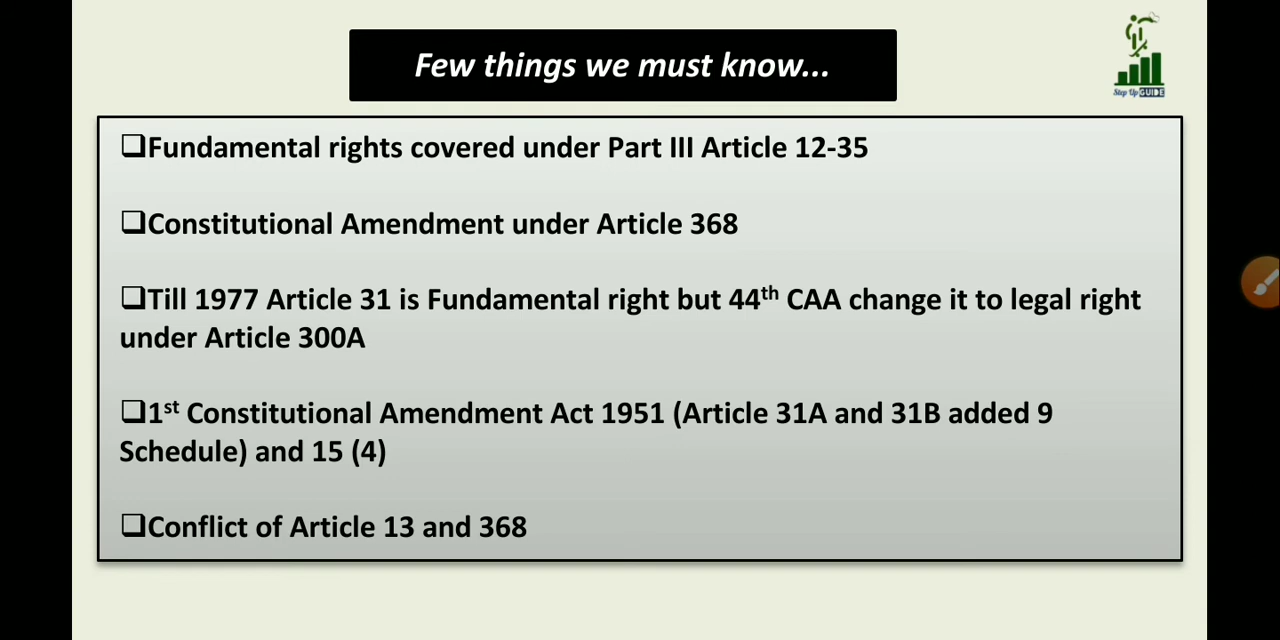 Few things we must know...
Step Up GUIDE
❑Fundamental rights covered under Part III Article 12-35
❑Constitutional Amendment under Article 368
❑Till 1977 Article 31 is Fundamental right but 44th CAA change it to legal right
under Article 300A
❑1st Constitutional Amendment Act 1951 (Article 31A and 31B added 9
Schedule) and 15 (4)
❑Conflict of Article 13 and 368